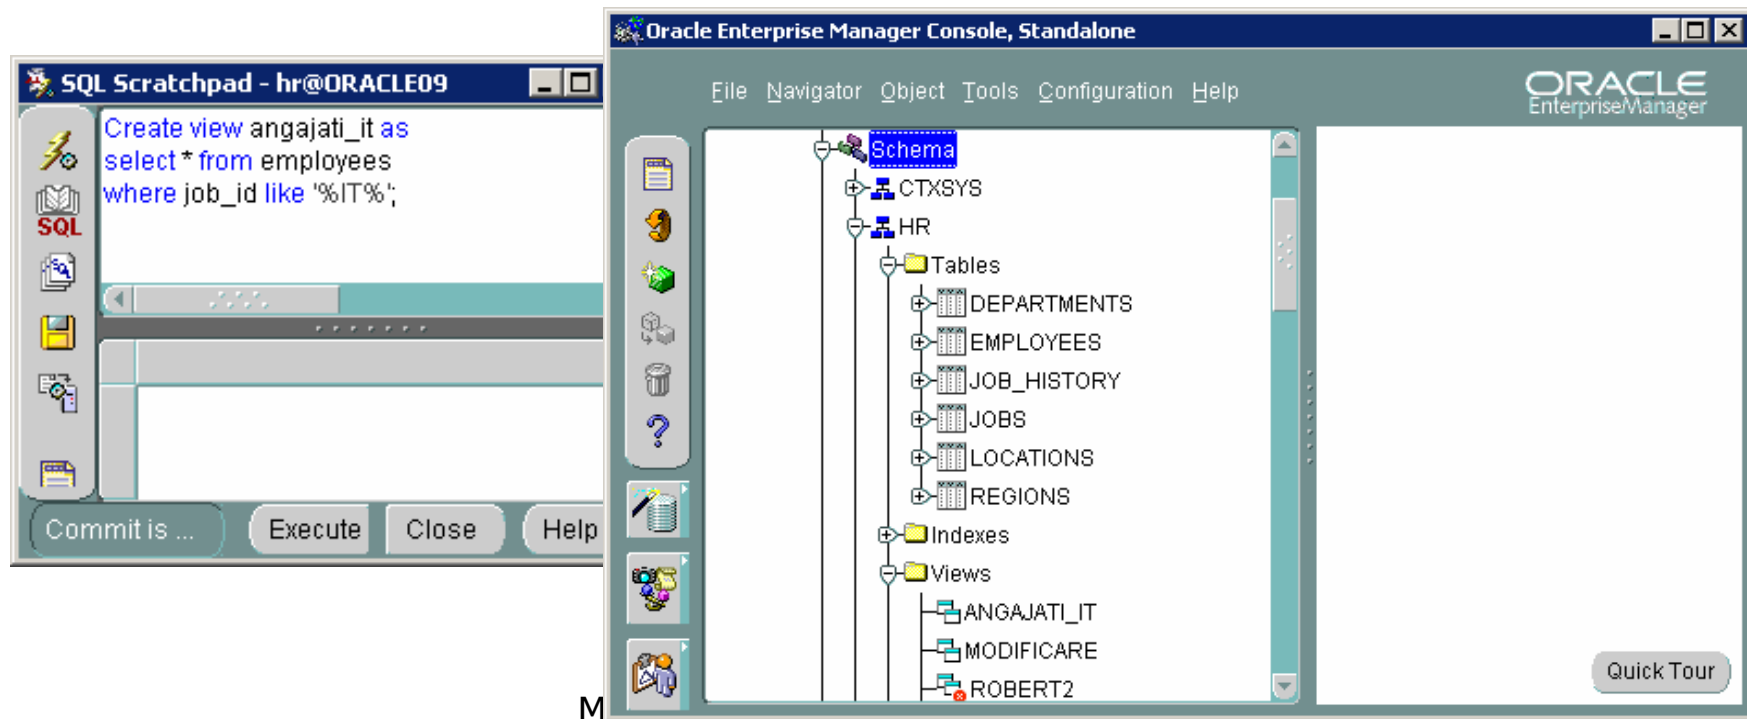 SQL Scratchpad - hr@ORACLE09
Create view angajati_it as
select * from employees
where job_id like '%IT%';
SQL
Commit is ...
Execute
Close
Help
M
Oracle Enterprise Manager Console, Standalone
File Navigator Object Tools Configuration Help
ORACLE
EnterpriseManager
Schema
CTXSYS
HR
Tables
DEPARTMENTS
EMPLOYEES
JOB_HISTORY
JOBS
LOCATIONS
REGIONS
Indexes
Views
ANGAJATI_IT
MODIFICARE
ROBERT2
Quick Tour